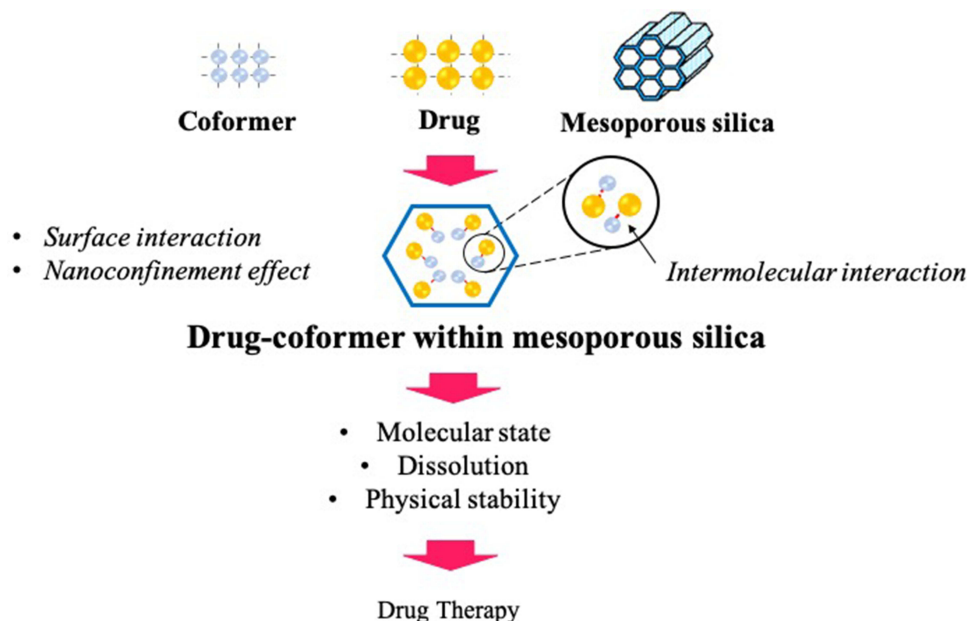 Coformer
Drug
Mesoporous silica
• Surface interaction
• Nanoconfinement effect
Intermolecular interaction
Drug-coformer within mesoporous silica
• Molecular state
• Dissolution
• Physical stability
Drug Therapy